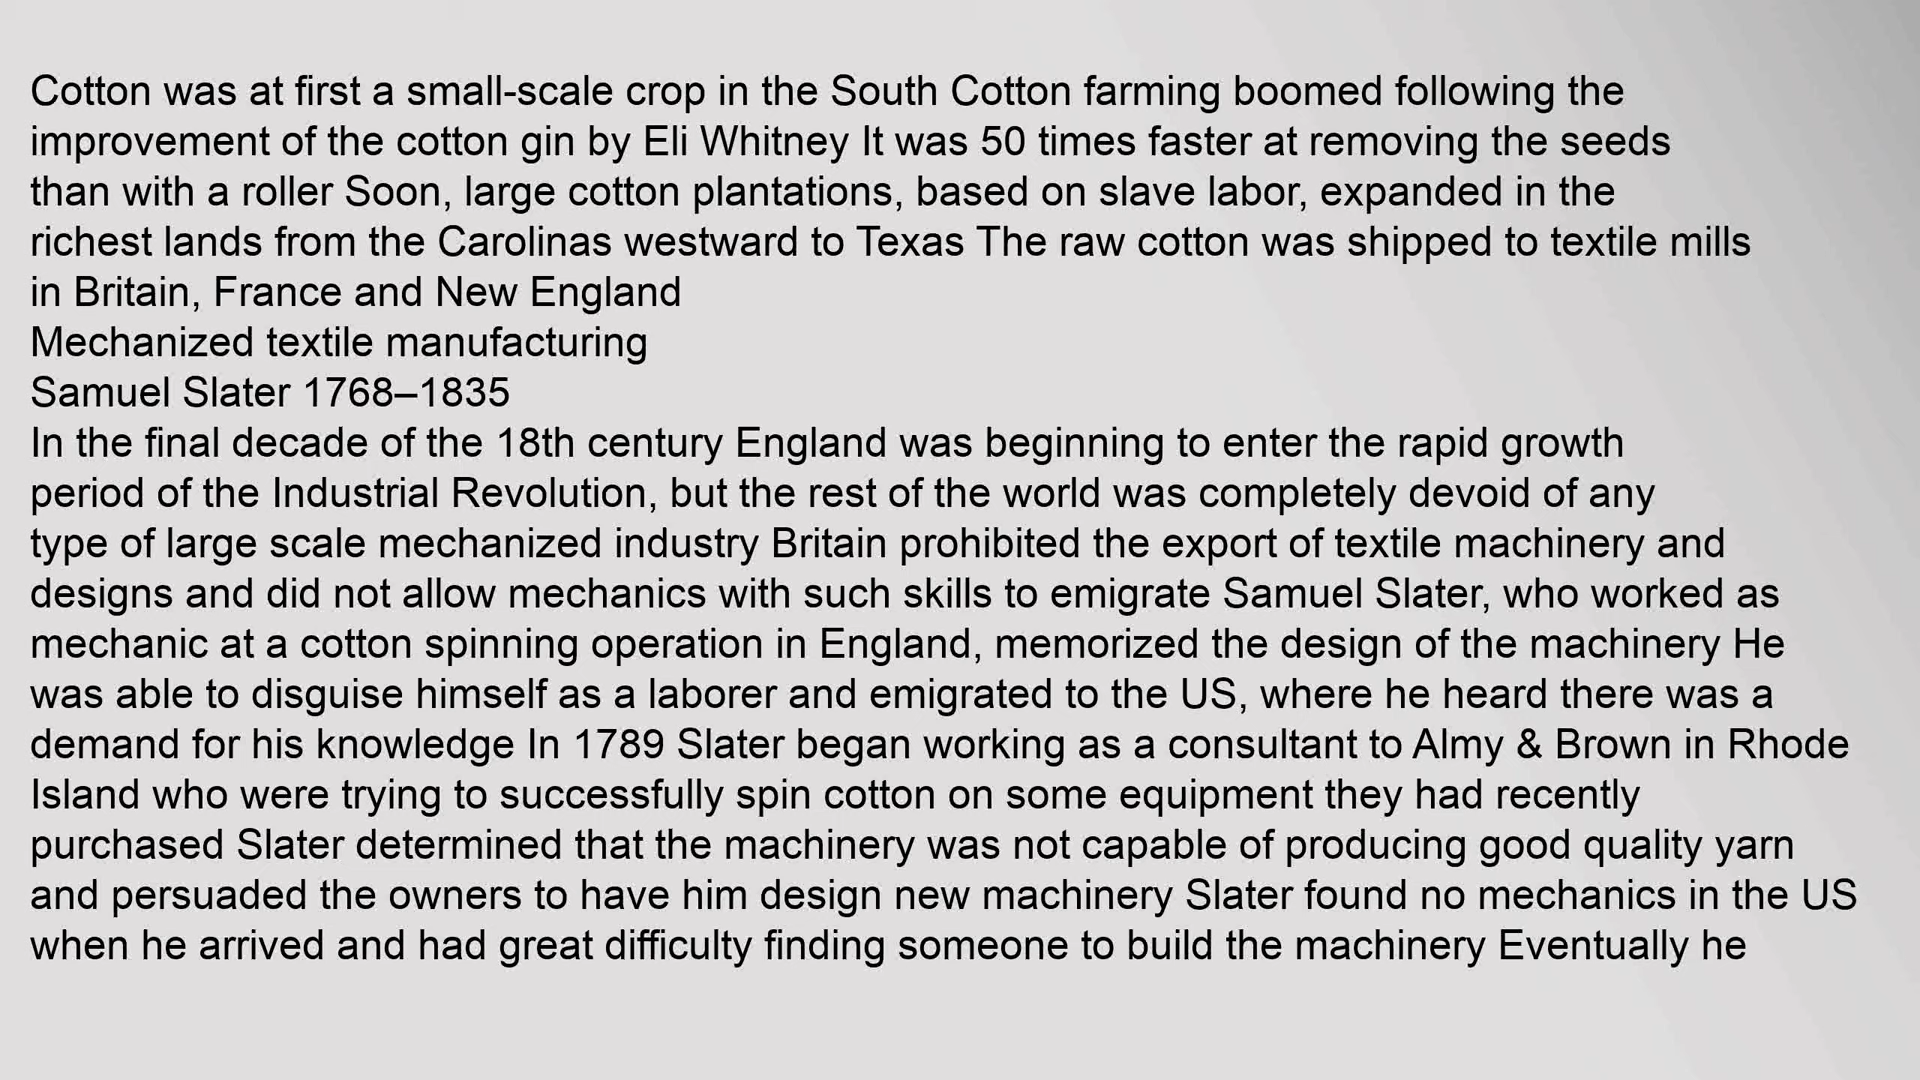 Cotton was at first a small-scale crop in the South Cotton farming boomed following the
improvement of the cotton gin by Eli Whitney It was 50 times faster at removing the seeds
than with a roller Soon, large cotton plantations, based on slave labor, expanded in the
richest lands from the Carolinas westward to Texas The raw cotton was shipped to textile mills
in Britain, France and New England
Mechanized textile manufacturing
Samuel Slater 1768–1835
In the final decade of the 18th century England was beginning to enter the rapid growth
period of the Industrial Revolution, but the rest of the world was completely devoid of any
type of large scale mechanized industry Britain prohibited the export of textile machinery and
designs and did not allow mechanics with such skills to emigrate Samuel Slater, who worked as
mechanic at a cotton spinning operation in England, memorized the design of the machinery He
was able to disguise himself as a laborer and emigrated to the US, where he heard there was a
demand for his knowledge In 1789 Slater began working as a consultant to Almy & Brown in Rhode
Island who were trying to successfully spin cotton on some equipment they had recently
purchased Slater determined that the machinery was not capable of producing good quality yarn
and persuaded the owners to have him design new machinery Slater found no mechanics in the US
when he arrived and had great difficulty finding someone to build the machinery Eventually he